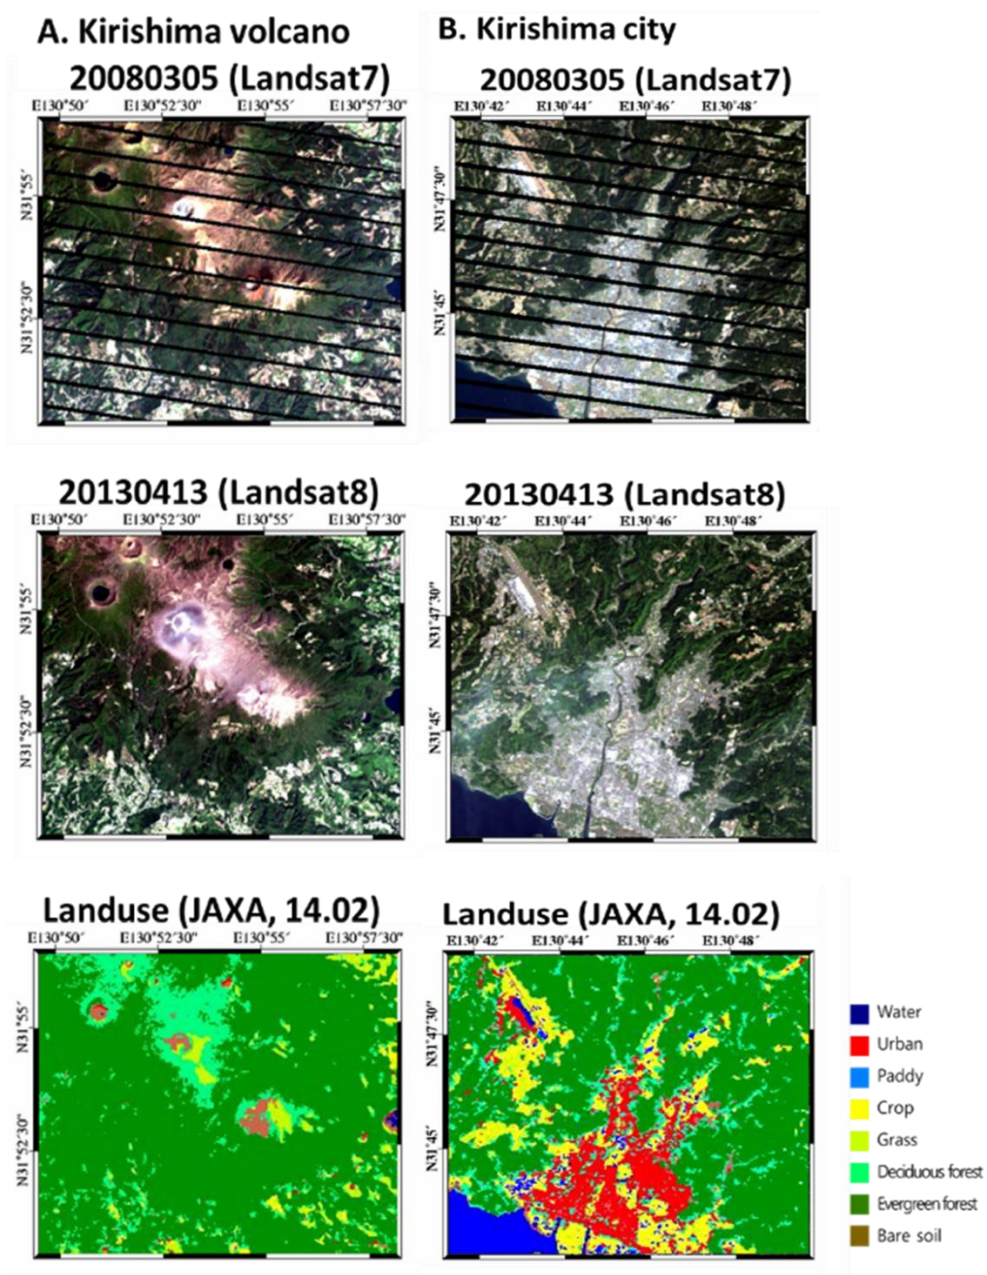 A. Kirishima volcano
B. Kirishima city
20080305 (Landsat7)
20080305 (Landsat7)
E130°50′ E130°52′30″ E130°55′ E130°57′30″
E130°42′ E130°44′ E130°46′ E130°48′
N31°55′
N31°52′30″
N31°47′30″
N31°45′
20130413 (Landsat8)
20130413 (Landsat8)
E130°50′ E130°52′30″ E130°55′ E130°57′30″
E130°42′ E130°44′ E130°46′ E130°48′
N31°55′
N31°52′30″
N31°47′30″
N31°45′
Landuse (JAXA, 14.02)
Landuse (JAXA, 14.02)
E130°50′ E130°52′30″ E130°55′ E130°57′30″
E130°42′ E130°44′ E130°46′ E130°48′
N31°55′
N31°52′30″
N31°47′30″
N31°45′
Water
Urban
Paddy
Crop
Grass
Deciduous forest
Evergreen forest
Bare soil